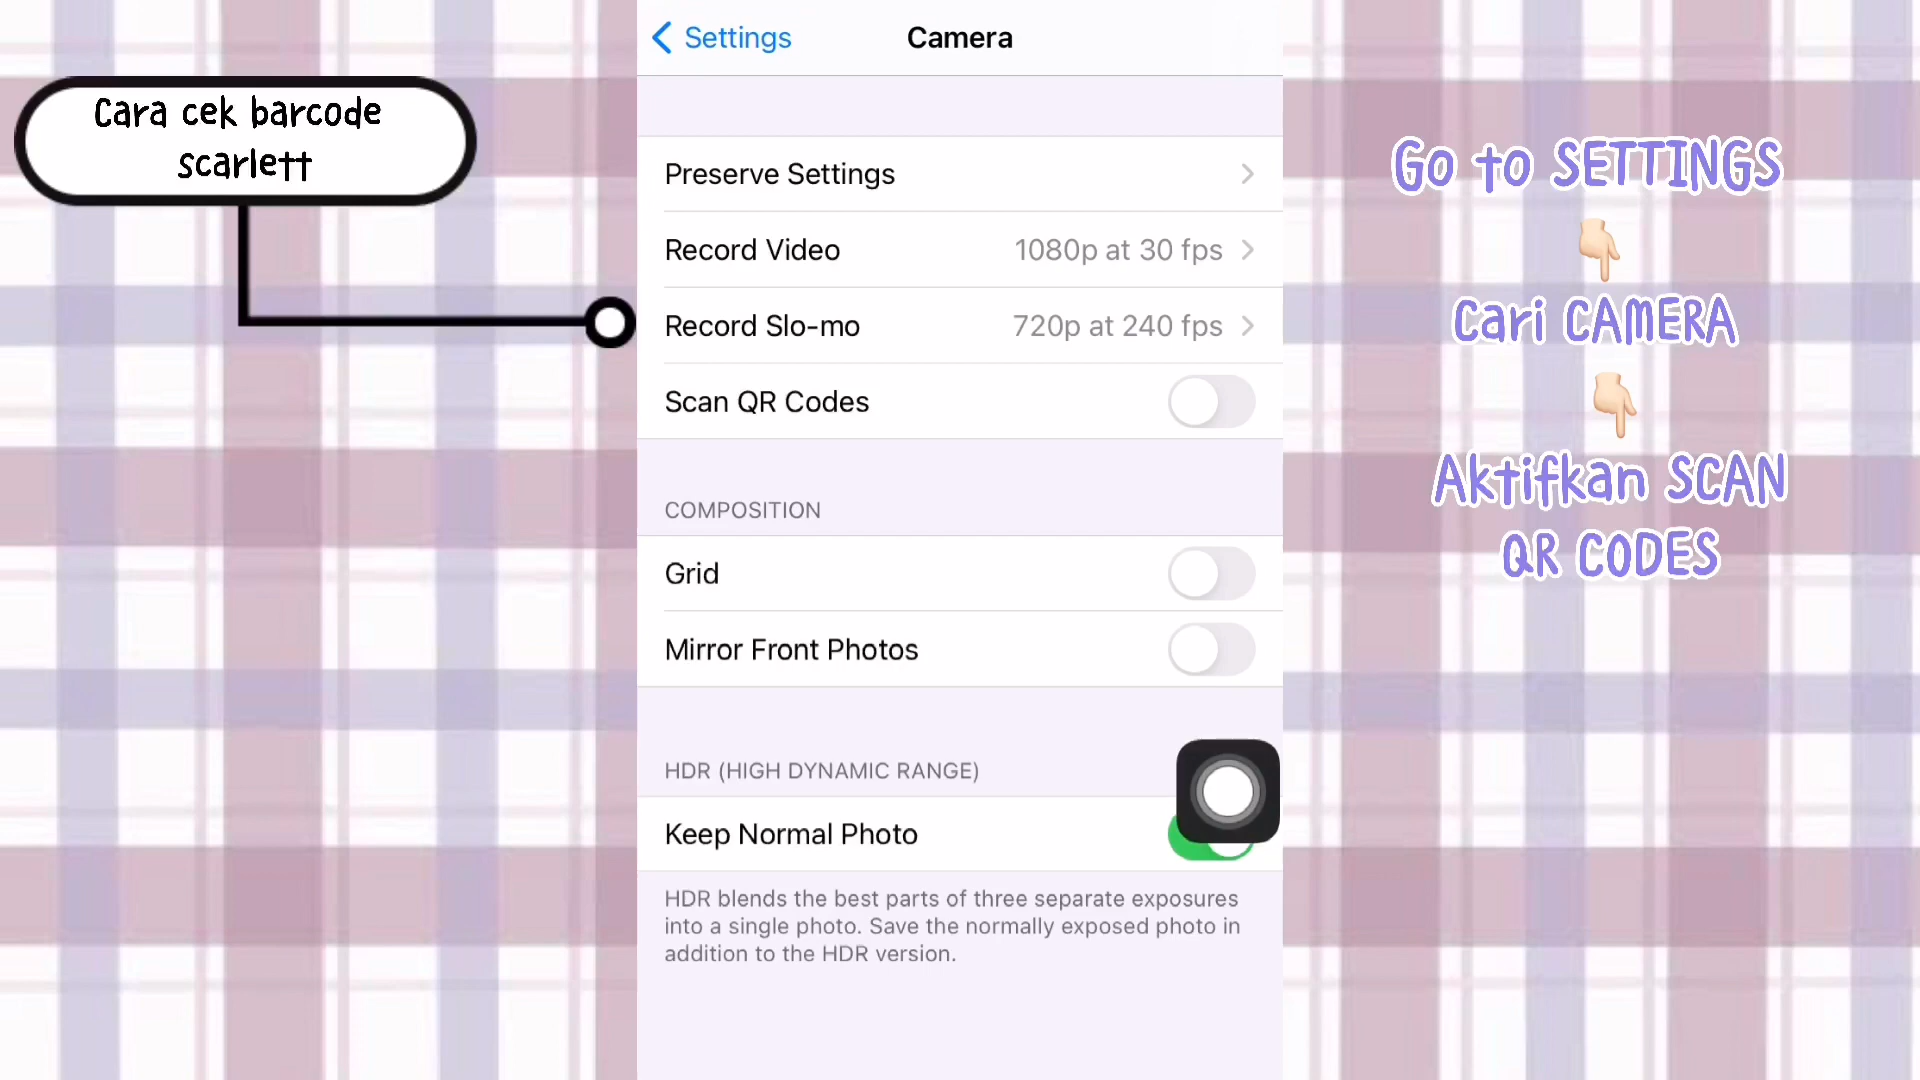 Cara cek barcode
scarlett
Settings
Camera
Preserve Settings
Record Video 1080p at 30 fps
Record Slo-mo 720p at 240 fps
Scan QR Codes
COMPOSITION
Grid
Mirror Front Photos
HDR (HIGH DYNAMIC RANGE)
Keep Normal Photo
HDR blends the best parts of three separate exposures
into a single photo. Save the normally exposed photo in
addition to the HDR version.
Go to SETTINGS
Cari CAMERA
Aktifkan SCAN
QR CODES